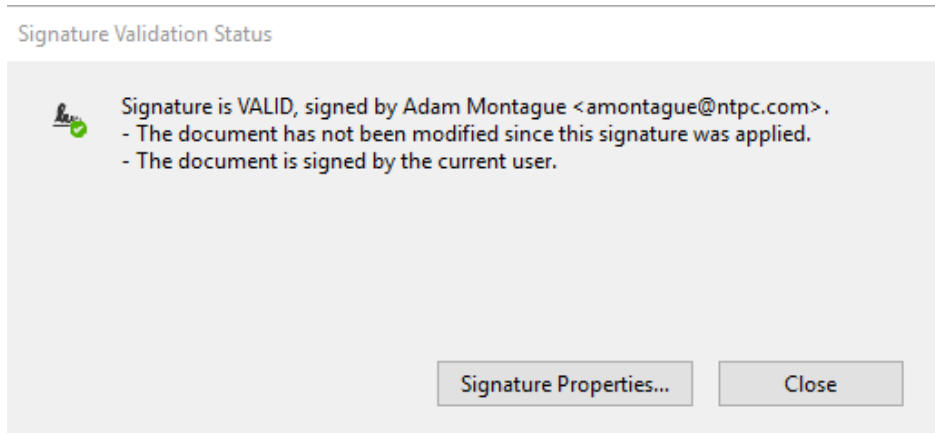 Signature Validation Status
Signature is VALID, signed by Adam Montague <amontague@ntpc.com>.
- The document has not been modified since this signature was applied.
- The document is signed by the current user.
Signature Properties...
Close